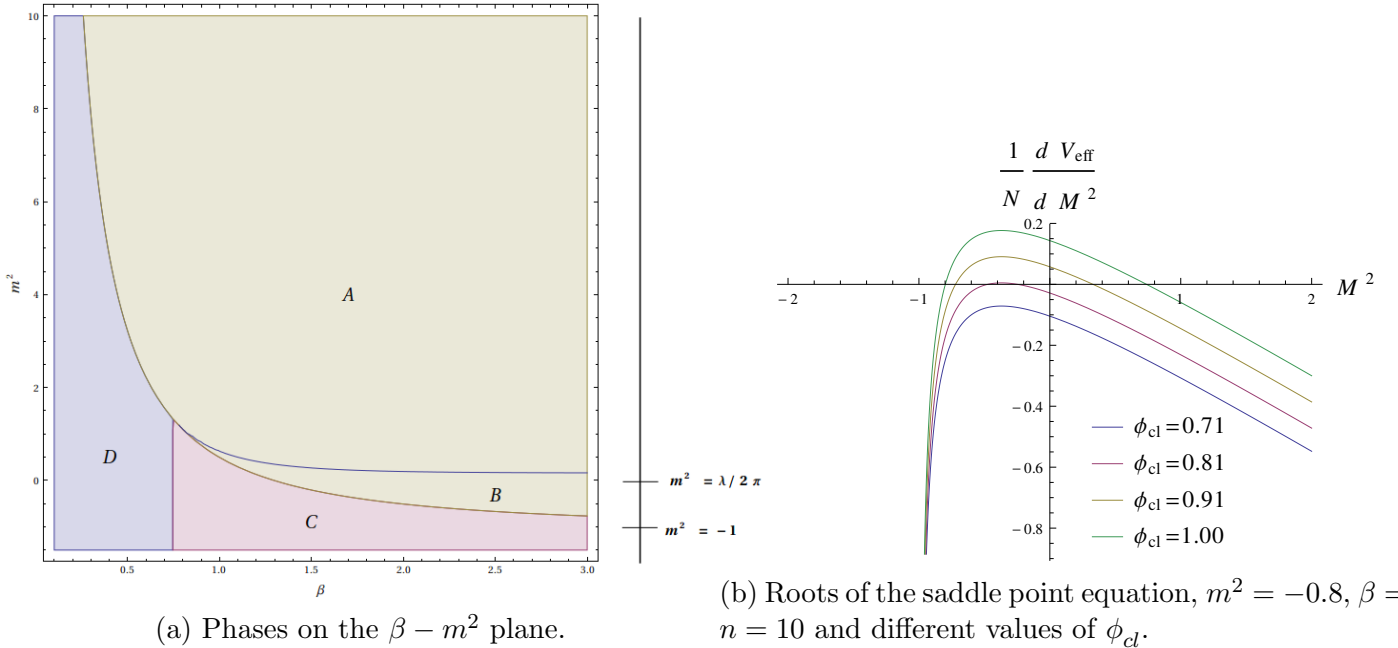 10
8
6
4
2
0
m²
A
B
C
D
0.5
1.0
1.5
2.0
2.5
3.0
β
m² = λ/2 π
m² = −1
(a) Phases on the β − m² plane.
1/N d V_eff / d M²
0.2
−2
−1
1
2
M²
−0.2
−0.4
−0.6
−0.8
ϕ_cl=0.71
ϕ_cl=0.81
ϕ_cl=0.91
ϕ_cl=1.00
(b) Roots of the saddle point equation, m² = −0.8, β =
n = 10 and different values of ϕ_cl.